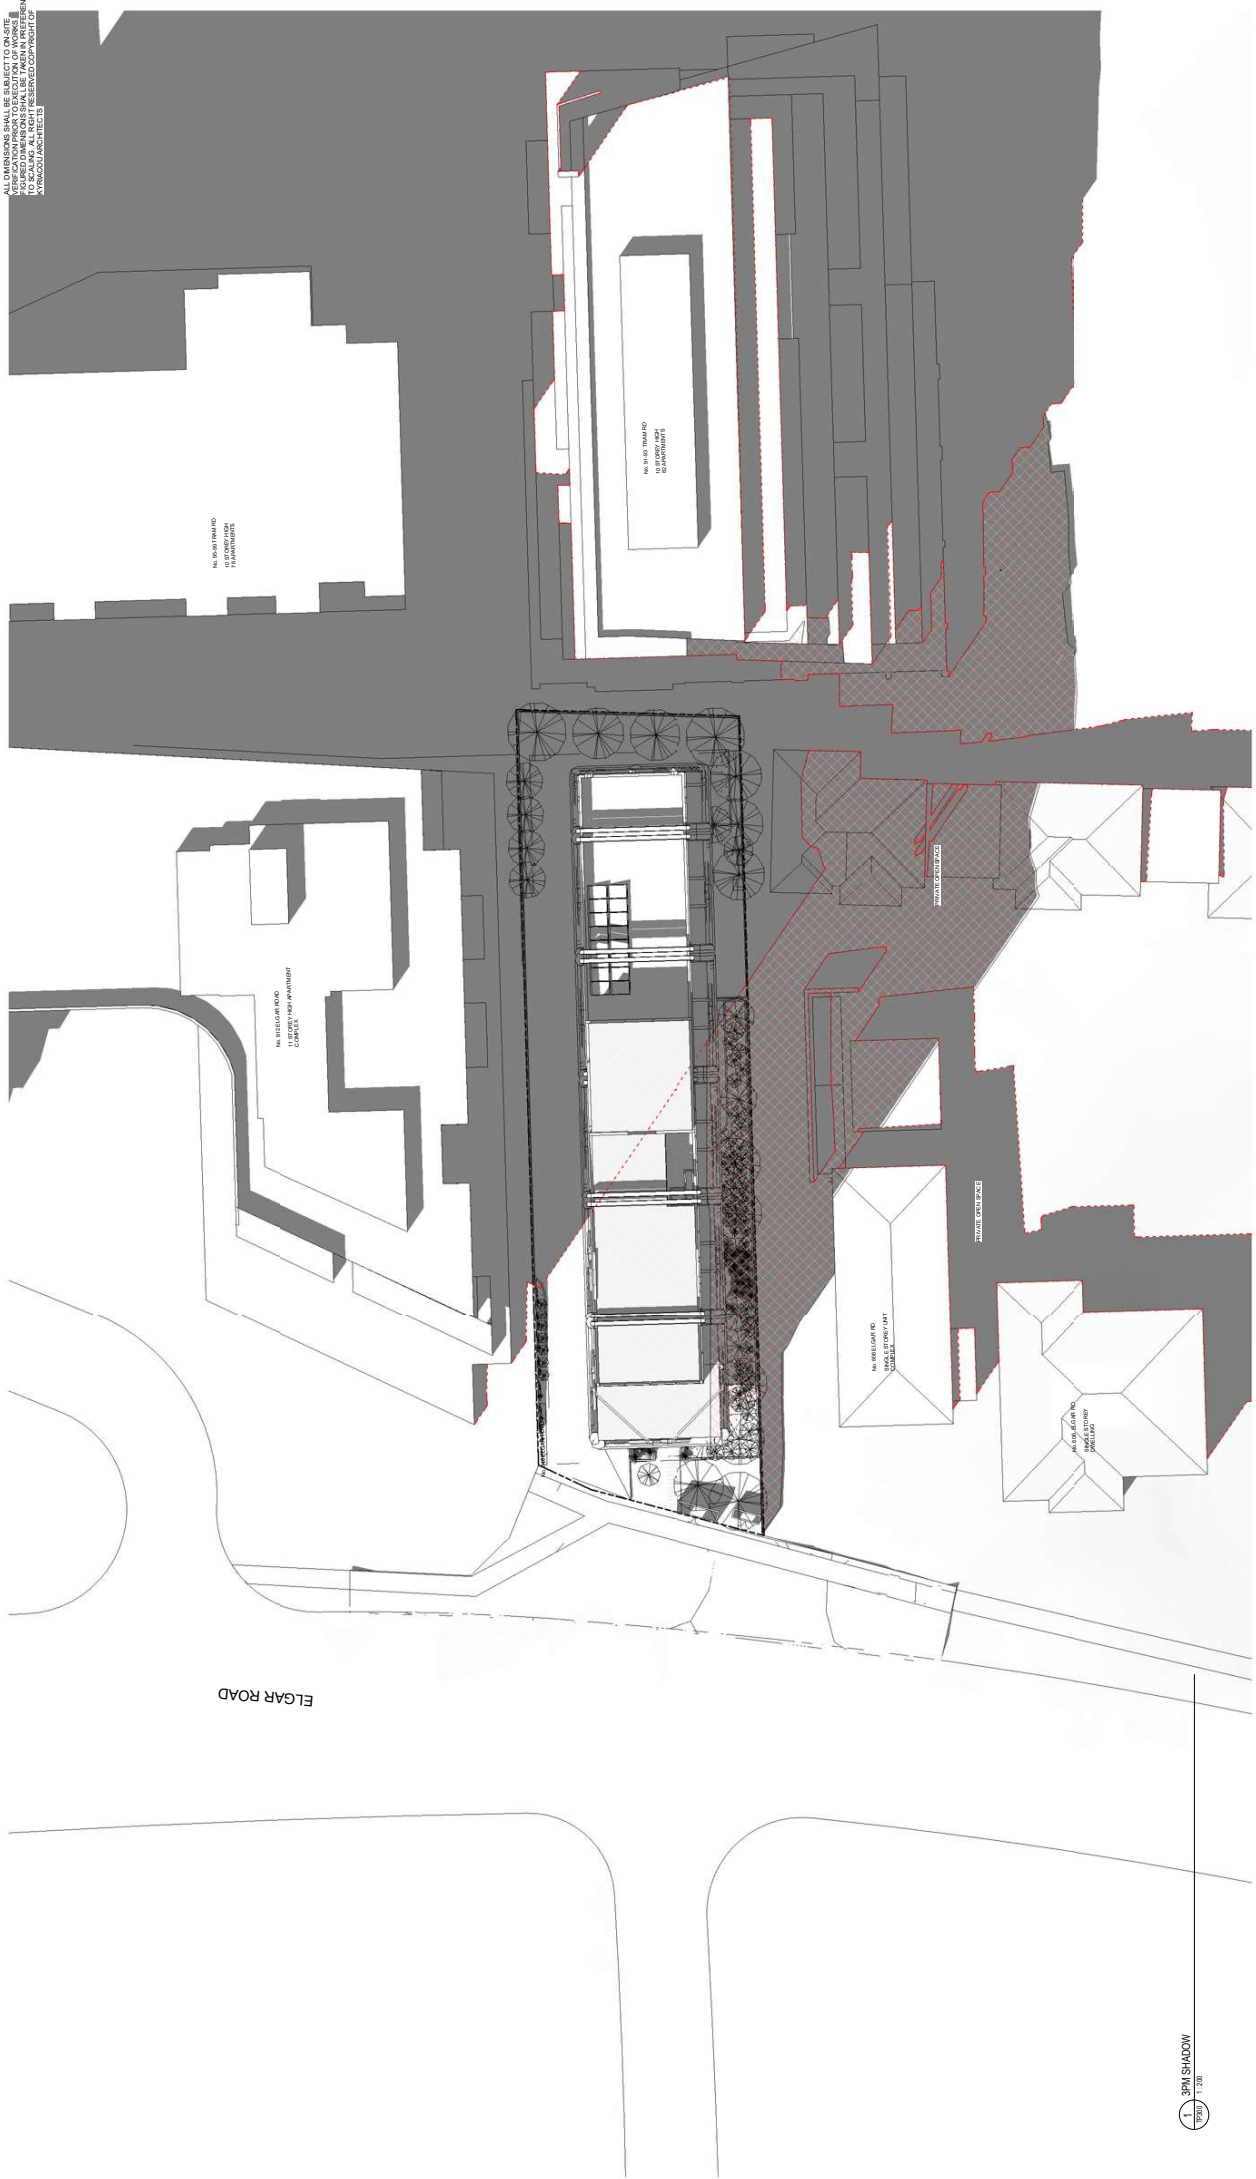 ALL DIMENSIONS SHALL BE SUBJECT TO ON-SITE
VERIFICATION PRIOR TO EXECUTION OF WORKS.
FIGURED DIMENSIONS SHALL BE TAKEN IN PREFEREN
TO SCALING. ALL RIGHT RESERVED COPYRIGHT OF
KYRIACOU ARCHITECTS.
No. 95-99 TRAM RD
10 STOREY HIGH
78 APARTMENTS
No. 91-93 TRAM RD
10 STOREY HIGH
82 APARTMENTS
No. 812 ELGAR ROAD
11 STOREY HIGH APARTMENT
COMPLEX
PRIVATE OPEN SPACE
PRIVATE OPEN SPACE
No. 808 ELGAR RD
SINGLE STOREY UNIT
COMPLEX
ELGAR RD
SINGLE STOREY
DWELLING
ELGAR ROAD
1 3PM SHADOW
TP300 1 : 200